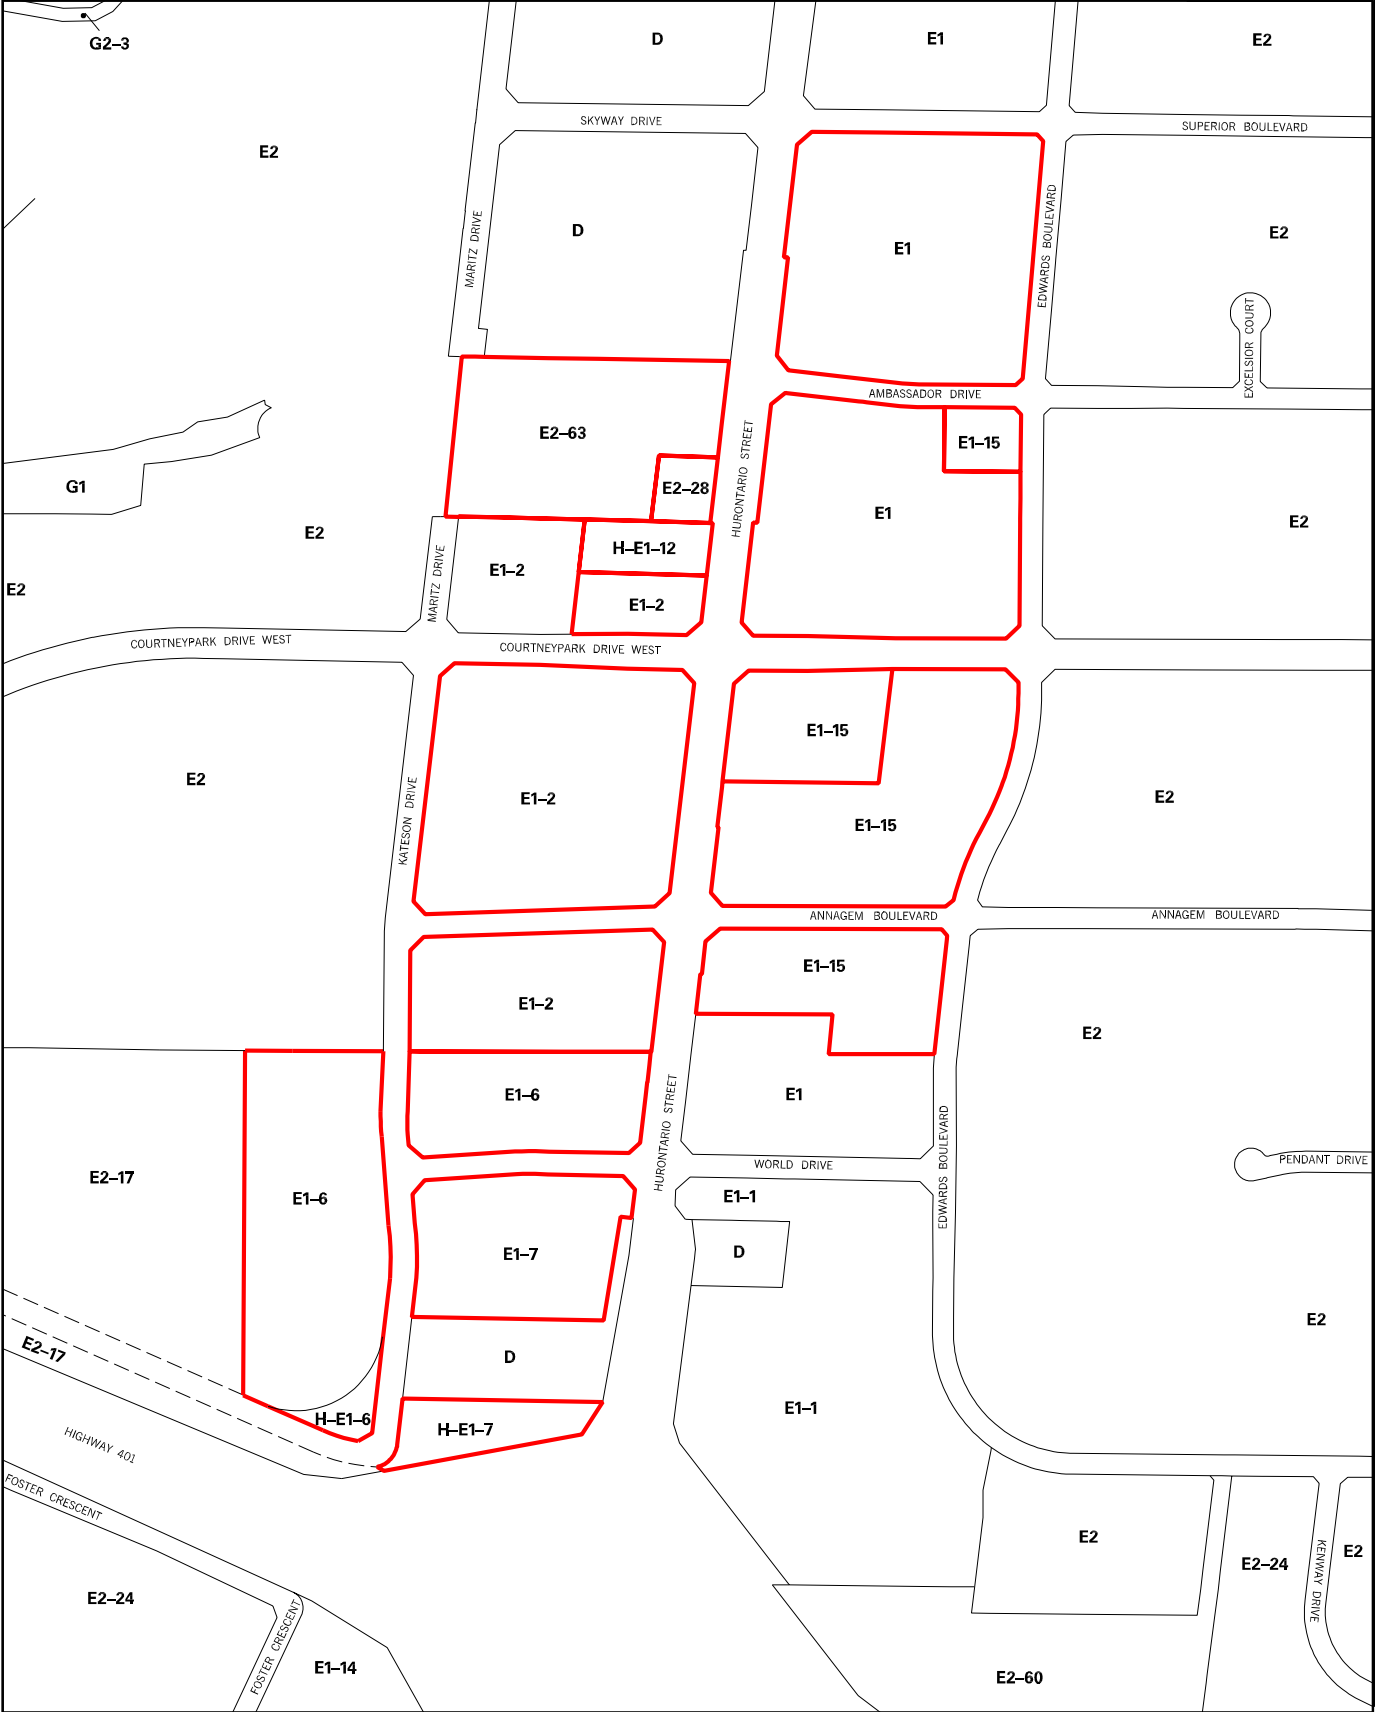 D
E1
E2
G2–3
SKYWAY DRIVE
SUPERIOR BOULEVARD
E2
MARITZ DRIVE
D
E1
EDWARDS BOULEVARD
E2
EXCELSIOR COURT
AMBASSADOR DRIVE
E2–63
HURONTARIO STREET
E1–15
G1
E2–28
E1
E2
E2
H–E1–12
E1–2
MARITZ DRIVE
E2
E1–2
COURTNEYPARK DRIVE WEST
COURTNEYPARK DRIVE WEST
E1–15
E2
KATESON DRIVE
E1–2
E1–15
E2
ANNAGEM BOULEVARD
ANNAGEM BOULEVARD
E1–15
E1–2
E2
E1–6
E1
HURONTARIO STREET
EDWARDS BOULEVARD
WORLD DRIVE
PENDANT DRIVE
E2–17
E1–6
E1–1
E1–7
D
E2
E2–17
D
E1–1
H–E1–6
H–E1–7
HIGHWAY 401
FOSTER CRESCENT
E2
E2–24
KENWAY DRIVE
E2
E2–24
FOSTER CRESCENT
E1–14
E2–60